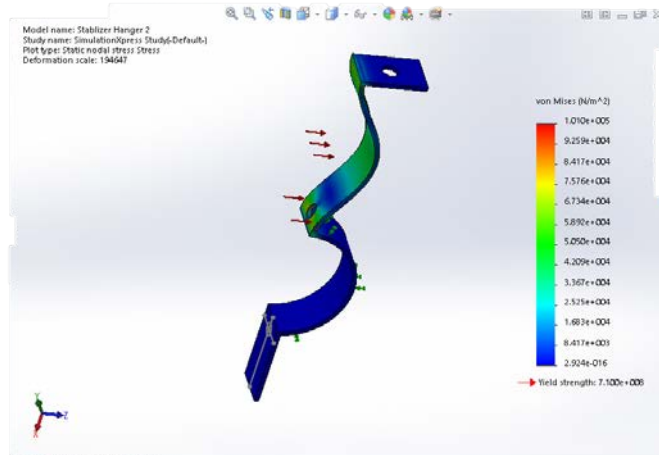 Model name: Stablizer Hanger 2
Study name: SimulationXpress Study(-Default-)
Plot type: Static nodal stress Stress
Deformation scale: 194647
von Mises (N/m^2)
1.010e+005
9.259e+004
8.417e+004
7.576e+004
6.734e+004
5.892e+004
5.050e+004
4.209e+004
3.367e+004
2.525e+004
1.683e+004
8.417e+003
2.924e-016
Yield strength: 7.100e+008
Y
Z
X